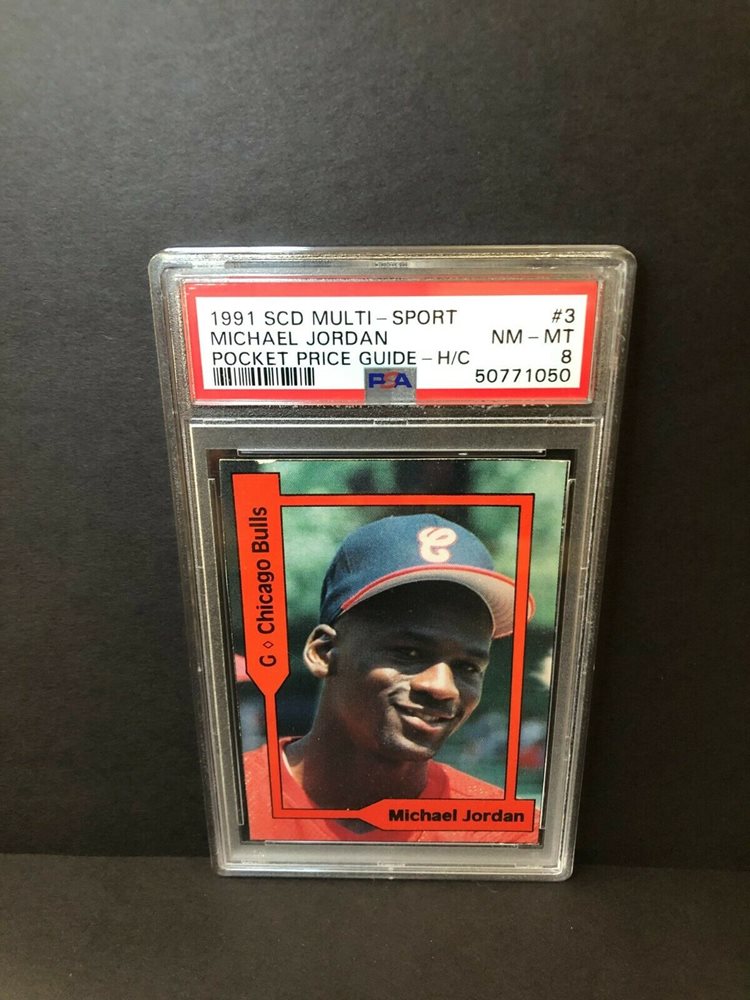 1991 SCD MULTI-SPORT #3
MICHAEL JORDAN NM-MT
POCKET PRICE GUIDE-H/C 8
PSA 50771050
C
G ◇ Chicago Bulls
Michael Jordan